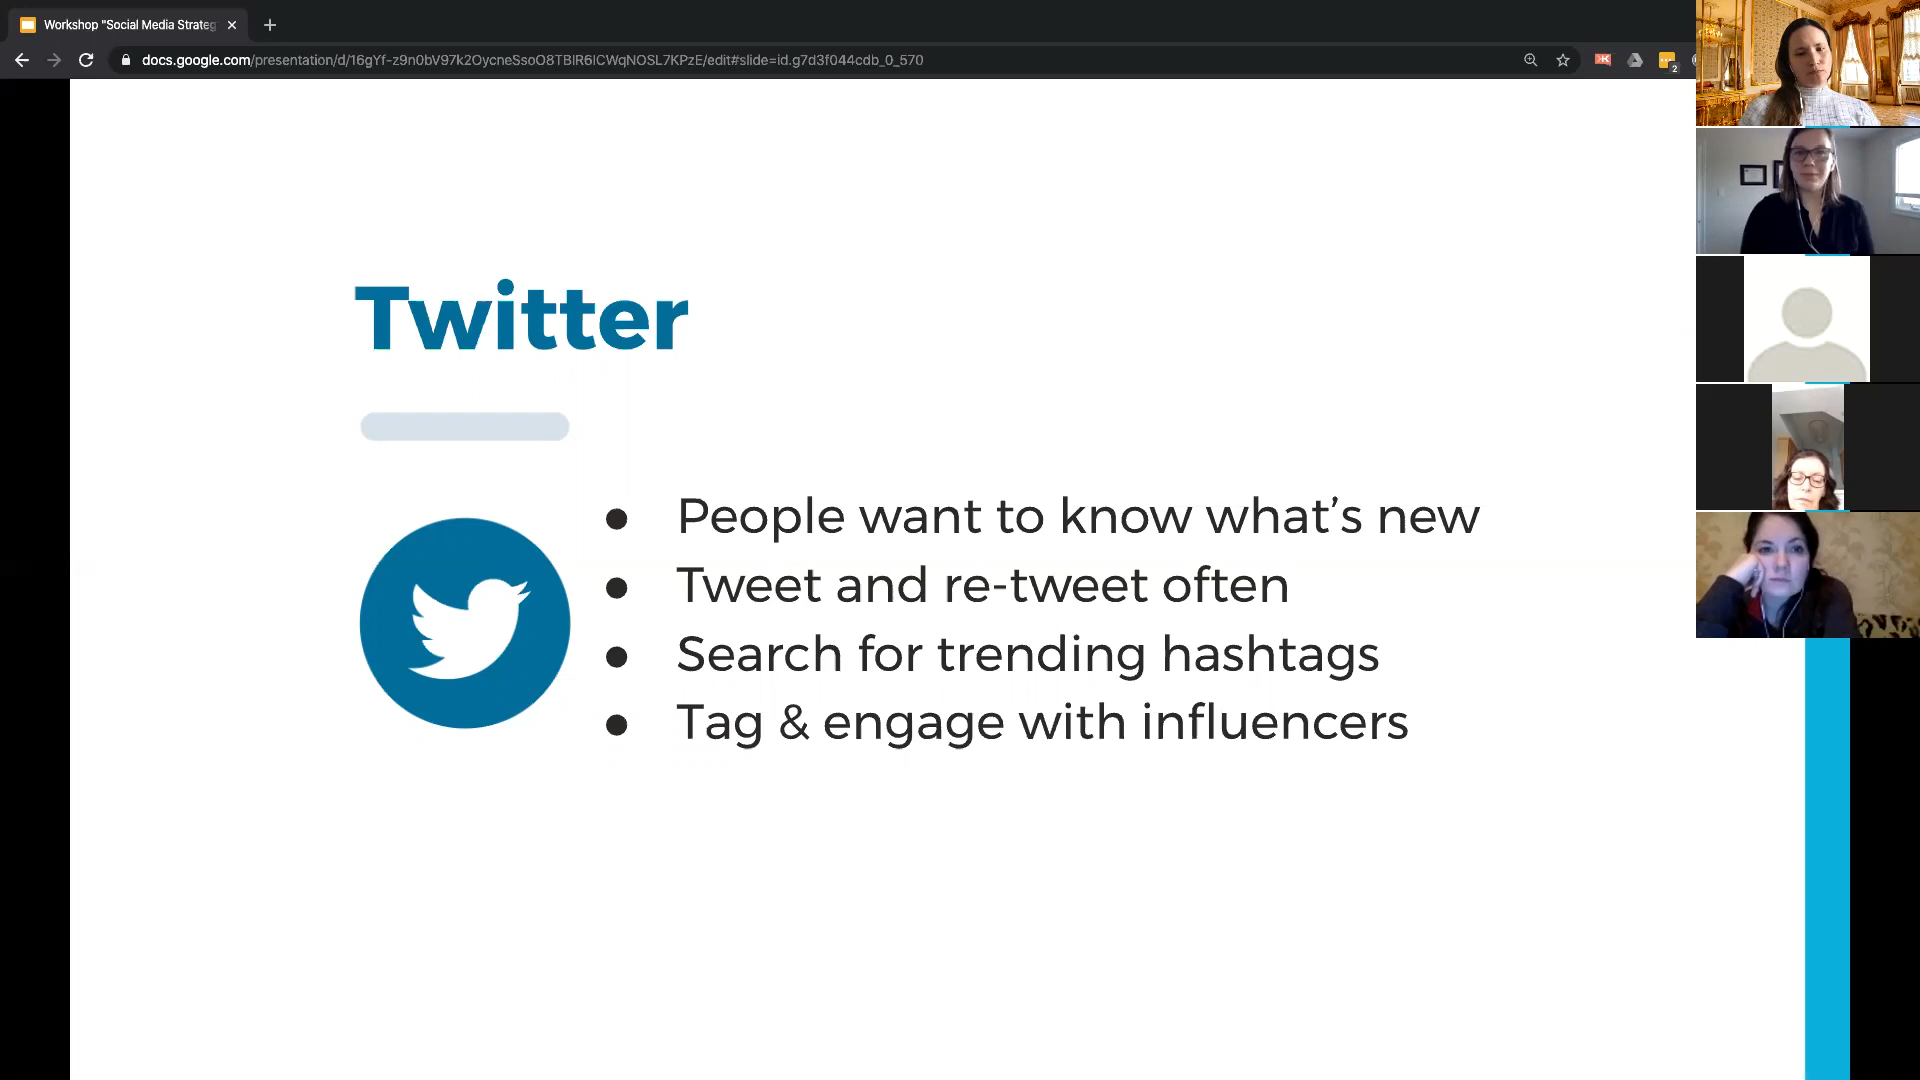 Workshop "Social Media Strateg
docs.google.com/presentation/d/16gYf-z9n0bV97k2OycneSsoO8TBlR6lCWqNOSL7KPzE/edit#slide=id.g7d3f044cdb_0_570
2
Twitter
● People want to know what’s new
● Tweet and re-tweet often
● Search for trending hashtags
● Tag & engage with influencers